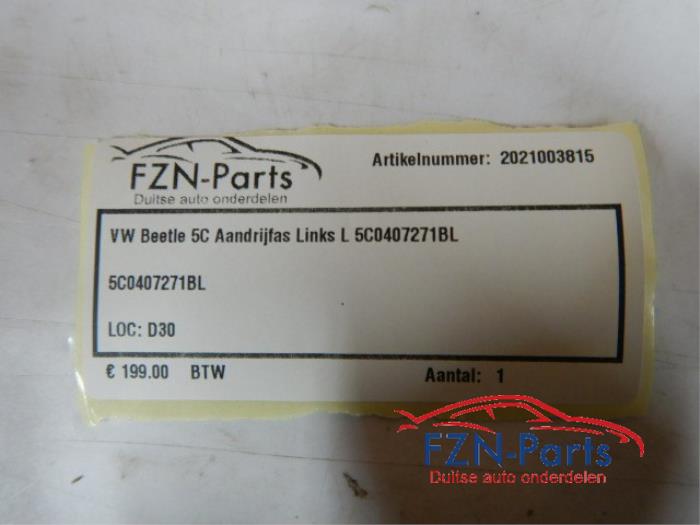 FZN-Parts
Duitse auto onderdelen
Artikelnummer: 2021003815
VW Beetle 5C Aandrijfas Links L 5C0407271BL
5C0407271BL
LOC: D30
€ 199.00 BTW
Aantal: 1
FZN-Parts
Duitse auto onderdelen